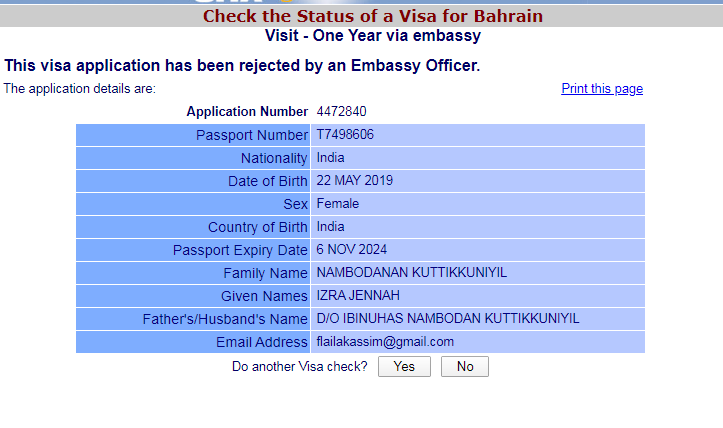 Check the Status of a Visa for Bahrain
Visit - One Year via embassy
This visa application has been rejected by an Embassy Officer.
The application details are: Print this page
Application Number 4472840
Passport Number T7498606
Nationality India
Date of Birth 22 MAY 2019
Sex Female
Country of Birth India
Passport Expiry Date 6 NOV 2024
Family Name NAMBODANAN KUTTIKKUNIYIL
Given Names IZRA JENNAH
Father's/Husband's Name D/O IBINUHAS NAMBODAN KUTTIKKUNIYIL
Email Address flailakassim@gmail.com
Do another Visa check? Yes No